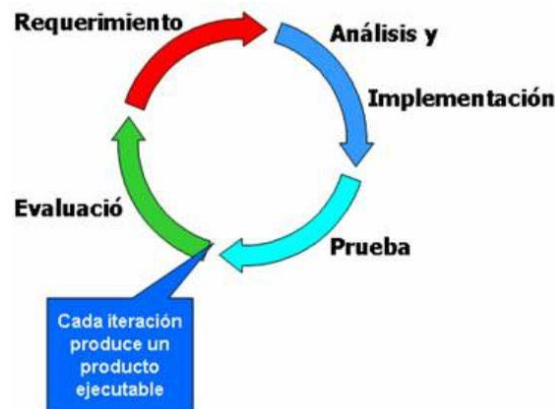 Requerimiento
Análisis y
Implementación
Prueba
Evaluació
Cada iteración
produce un
producto
ejecutable